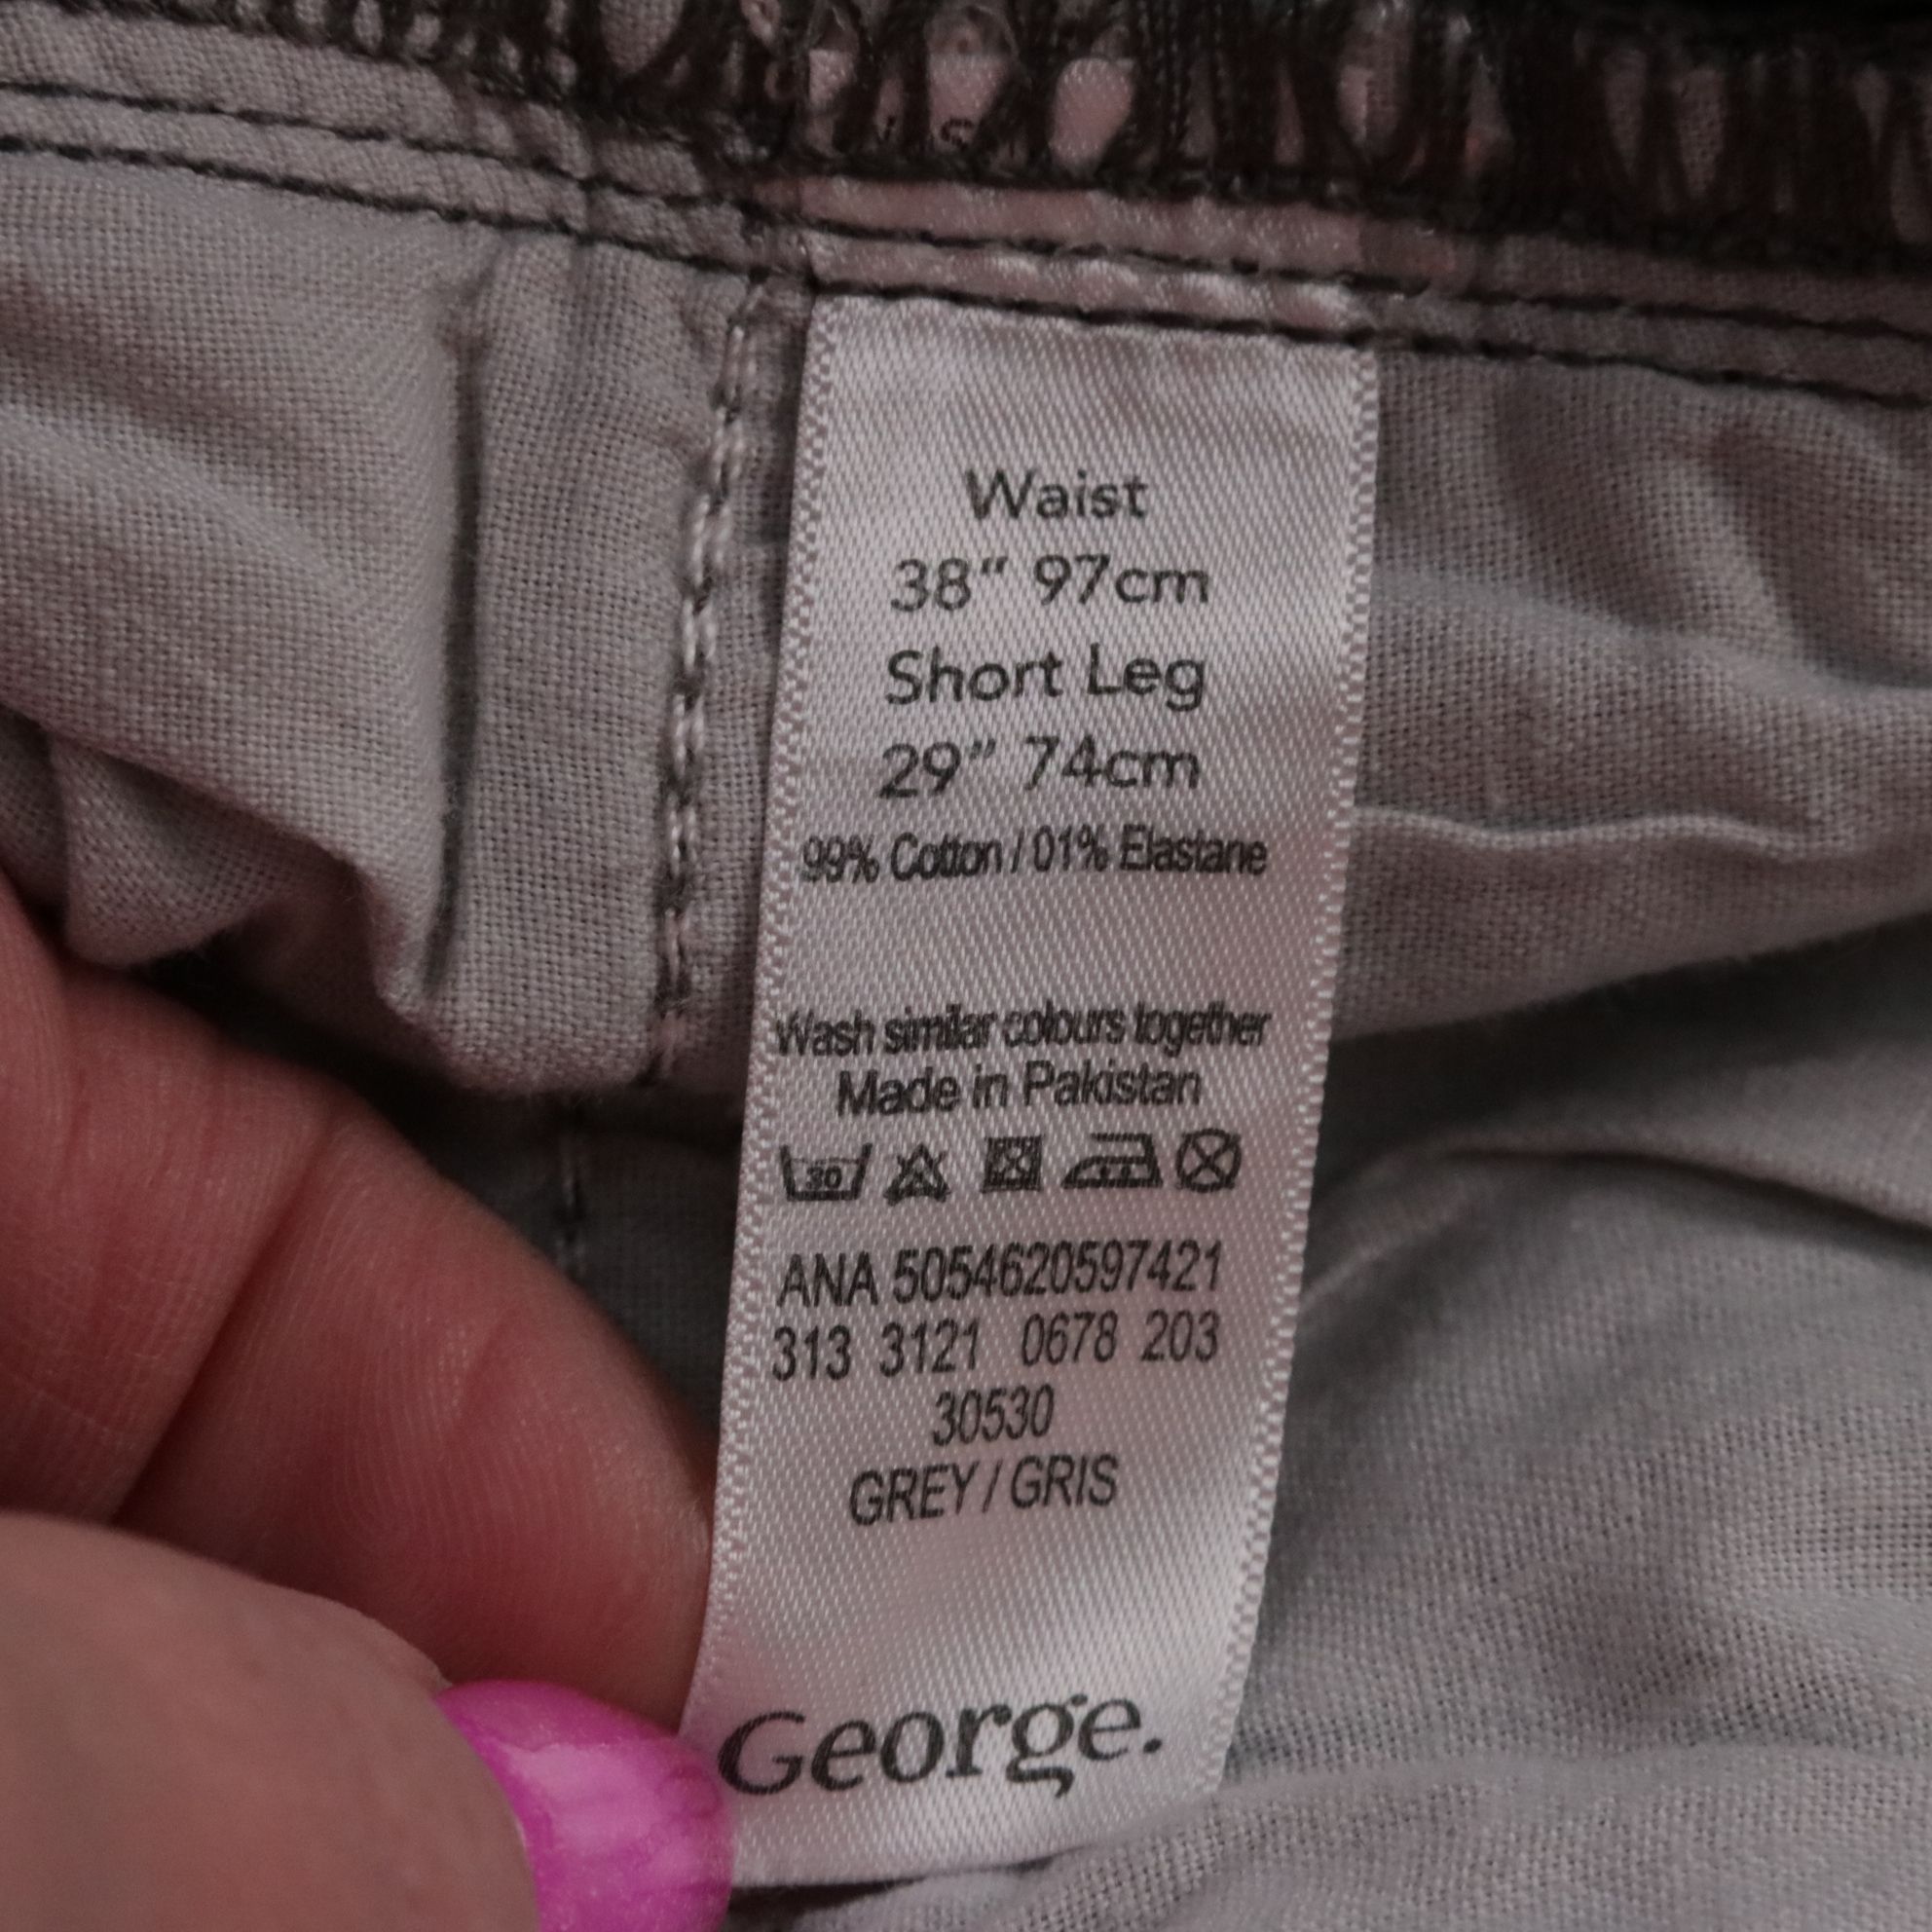 Waist
38" 97cm
Short Leg
29" 74cm
99% Cotton / 01% Elastane
Wash similar colours together
Made in Pakistan
30
ANA 5054620597421
313 3121 0678 203
30530
GREY / GRIS
George.